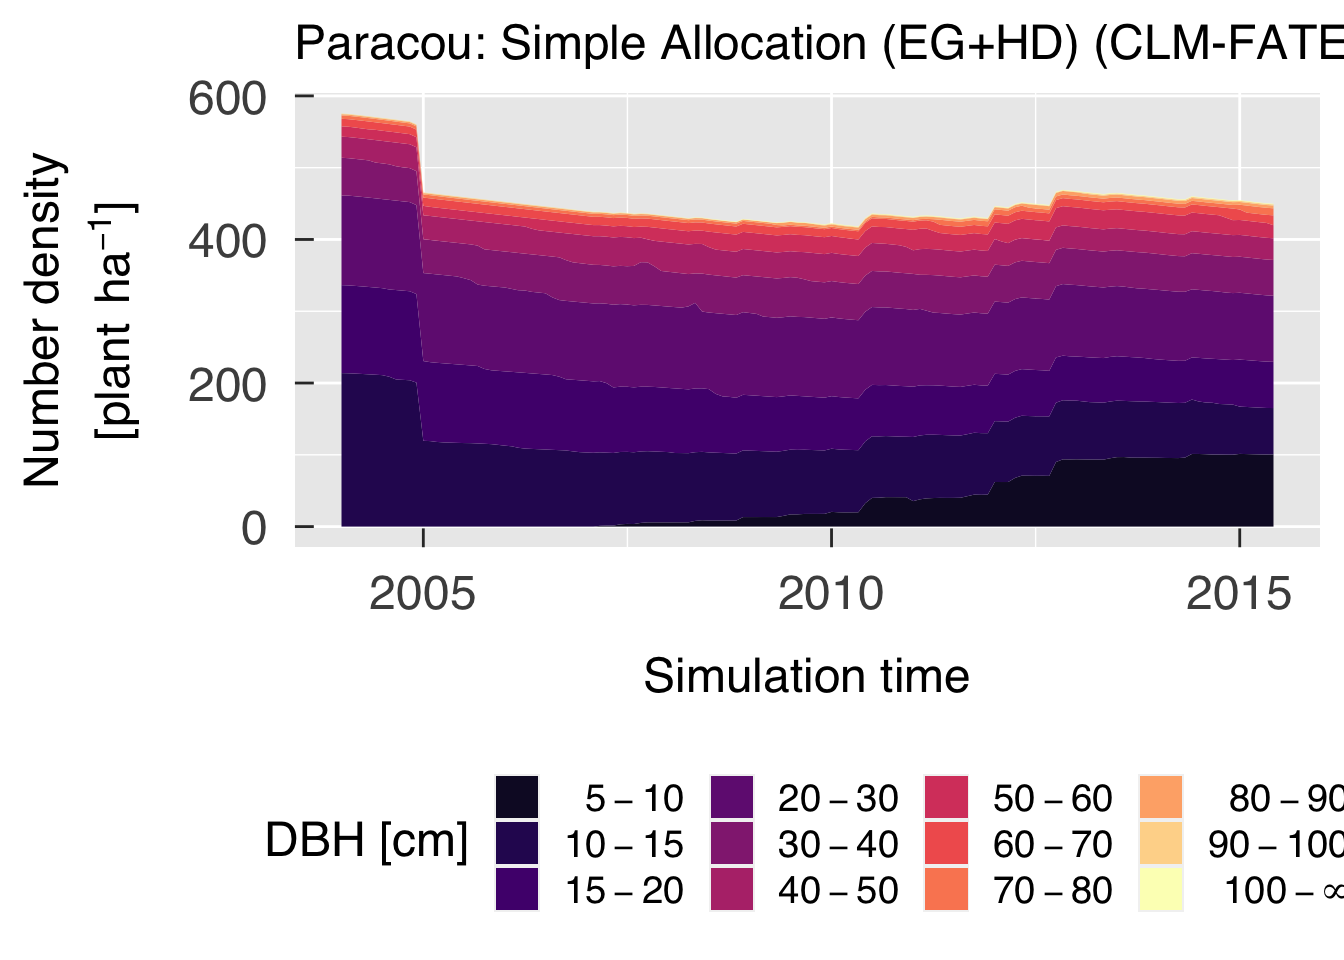 Paracou: Simple Allocation (EG+HD) (CLM-FATE
600
400
200
0
Number density
[plant ha⁻¹]
2005 2010 2015
Simulation time
DBH [cm]
5 – 10 20 – 30 50 – 60 80 – 90
10 – 15 30 – 40 60 – 70 90 – 100
15 – 20 40 – 50 70 – 80 100 – ∞